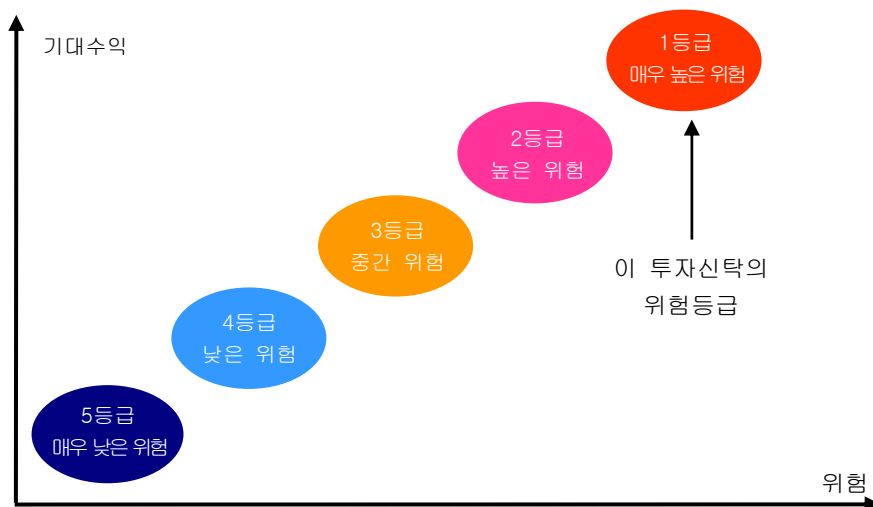 기대수익
1등급
매우 높은 위험
2등급
높은 위험
3등급
중간 위험
이 투자신탁의
위험등급
4등급
낮은 위험
5등급
매우 낮은 위험
위험